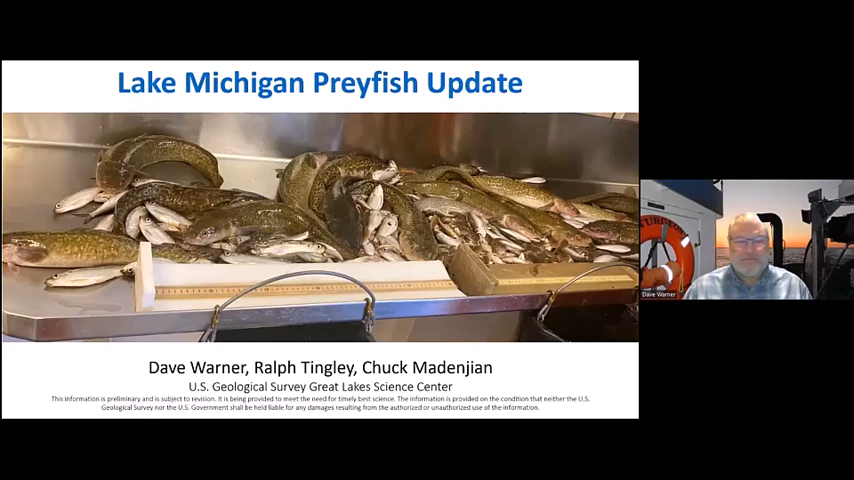 Lake Michigan Preyfish Update
Dave Warner, Ralph Tingley, Chuck Madenjian
U.S. Geological Survey Great Lakes Science Center
This information is preliminary and is subject to revision. It is being provided to meet the need for timely best science. The information is provided on the condition that neither the U.S.
Geological Survey nor the U.S. Government shall be held liable for any damages resulting from the authorized or unauthorized use of the information.
STURGEON
Dave Warner